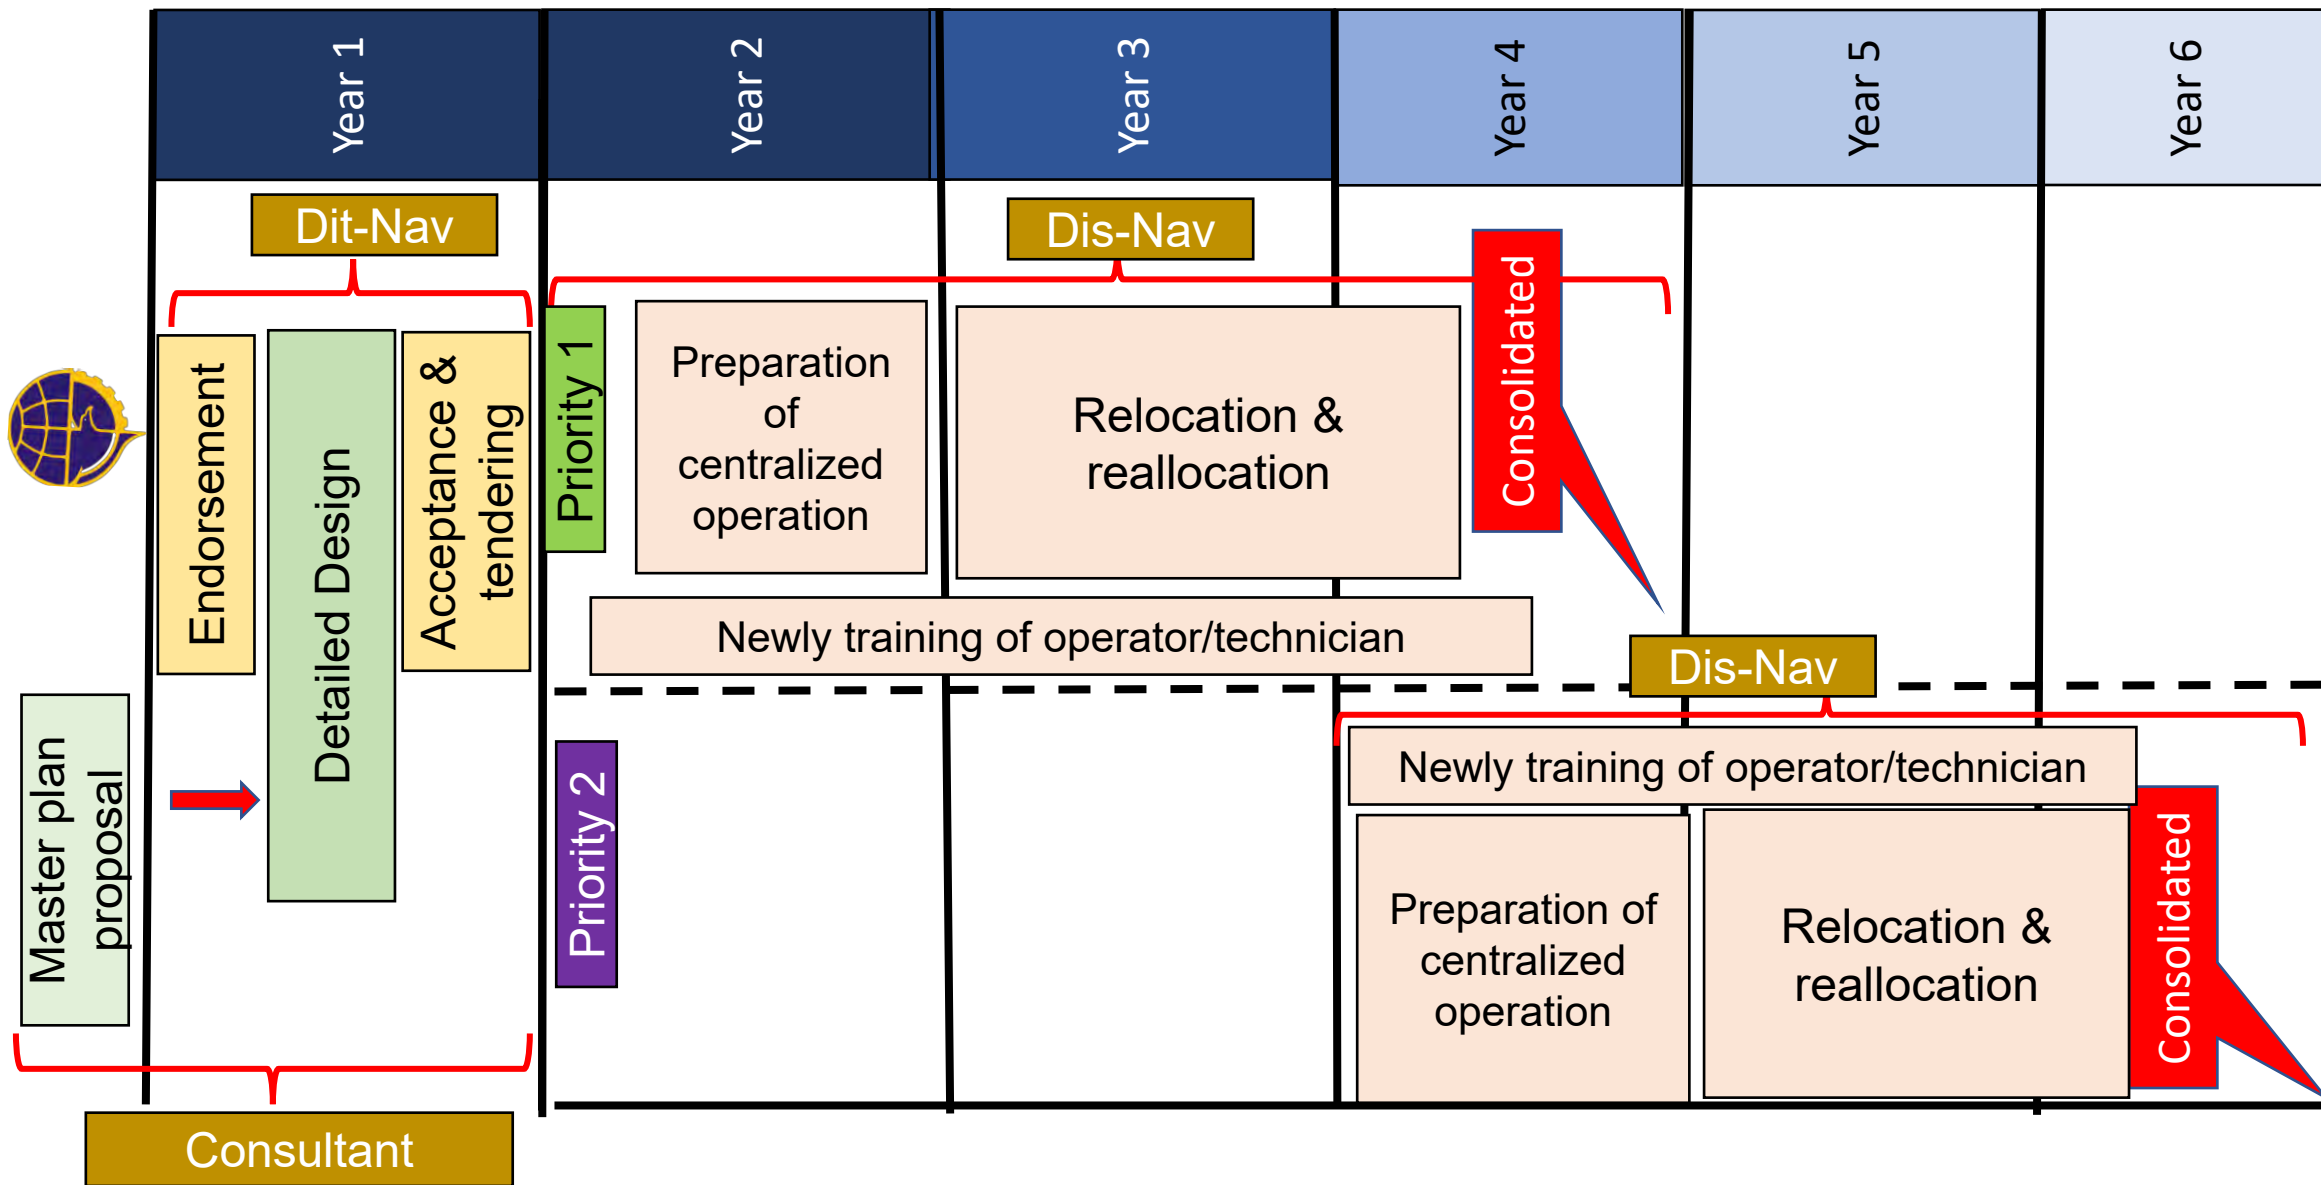 Year 1
Year 2
Year 3
Year 4
Year 5
Year 6
Dit-Nav
Dis-Nav
Endorsement
Detailed Design
Acceptance &
tendering
Priority 1
Preparation
of
centralized
operation
Relocation &
reallocation
Consolidated
Newly training of operator/technician
Dis-Nav
Master plan
proposal
Priority 2
Newly training of operator/technician
Preparation of
centralized
operation
Relocation &
reallocation
Consolidated
Consultant